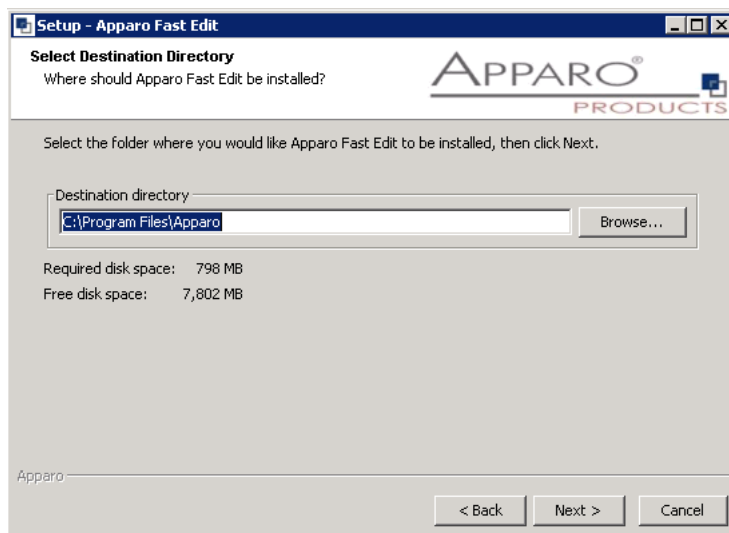 Setup - Apparo Fast Edit
Select Destination Directory
Where should Apparo Fast Edit be installed?
APPARO®
PRODUCTS
Select the folder where you would like Apparo Fast Edit to be installed, then click Next.
Destination directory
C:\Program Files\Apparo
Browse...
Required disk space: 798 MB
Free disk space: 7,802 MB
Apparo
< Back Next > Cancel